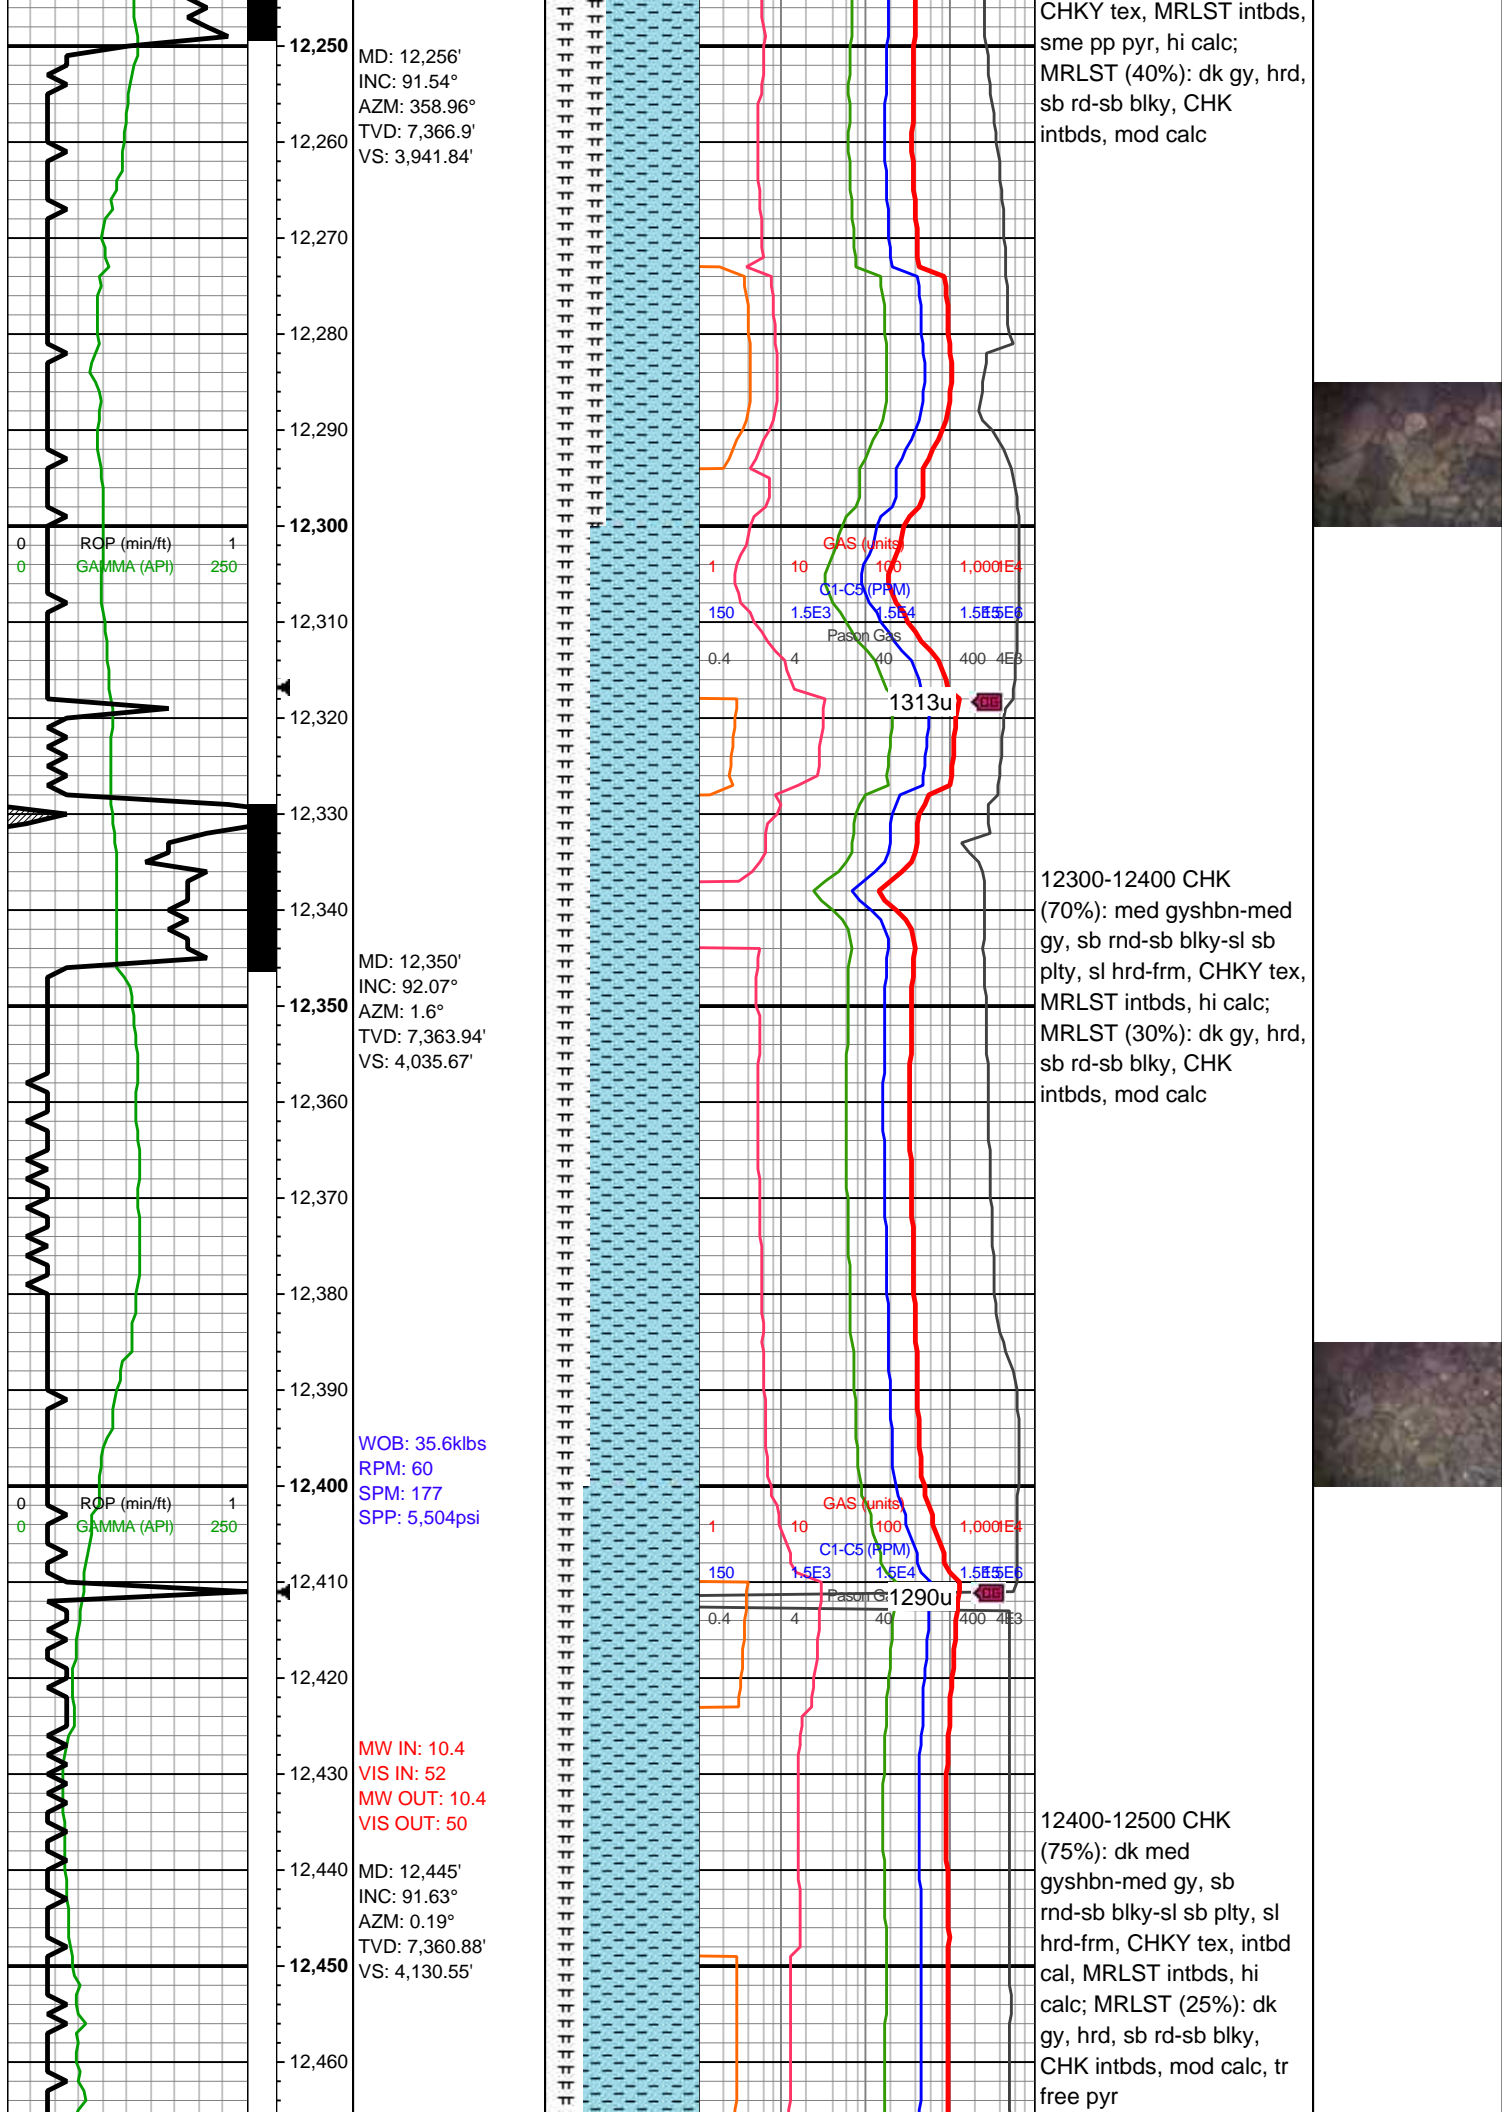 CHKY tex, MRLST intbds,
sme pp pyr, hi calc;
MRLST (40%): dk gy, hrd,
sb rd-sb blky, CHK
intbds, mod calc
12,250
MD: 12,256'
INC: 91.54°
AZM: 358.96°
TVD: 7,366.9'
VS: 3,941.84'
12,260
12,270
12,280
12,290
12,300
0 ROP (min/ft) 1
0 GAMMA (API) 250
GAS (units)
1 10 100 1,000 1E4
C1-C5 (PPM)
150 1.5E3 1.5E4 1.5E5 1.5E6
Pason Gas
0.4 4 40 400 4E3
12,310
1313u
DG
12,320
12,330
12,340
12300-12400 CHK
(70%): med gyshbn-med
gy, sb rnd-sb blky-sl sb
plty, sl hrd-frm, CHKY tex,
MRLST intbds, hi calc;
MRLST (30%): dk gy, hrd,
sb rd-sb blky, CHK
intbds, mod calc
MD: 12,350'
INC: 92.07°
AZM: 1.6°
TVD: 7,363.94'
VS: 4,035.67'
12,350
12,360
12,370
12,380
12,390
WOB: 35.6klbs
RPM: 60
SPM: 177
SPP: 5,504psi
12,400
0 ROP (min/ft) 1
0 GAMMA (API) 250
GAS (units)
1 10 100 1,000 1E4
C1-C5 (PPM)
150 1.5E3 1.5E4 1.5E5 1.5E6
Pason G
0.4 4 40 400 4E3
12,410
1290u
DG
12,420
12,430
MW IN: 10.4
VIS IN: 52
MW OUT: 10.4
VIS OUT: 50
12,440
MD: 12,445'
INC: 91.63°
AZM: 0.19°
TVD: 7,360.88'
VS: 4,130.55'
12,450
12,460
12400-12500 CHK
(75%): dk med
gyshbn-med gy, sb
rnd-sb blky-sl sb plty, sl
hrd-frm, CHKY tex, intbd
cal, MRLST intbds, hi
calc; MRLST (25%): dk
gy, hrd, sb rd-sb blky,
CHK intbds, mod calc, tr
free pyr